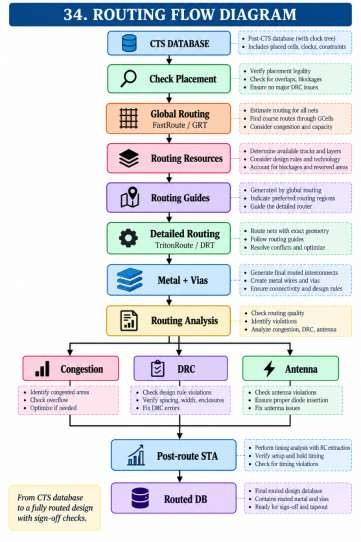 34. ROUTING FLOW DIAGRAM
CTS DATABASE
• Post-CTS database (with clock tree)
• Includes placed cells, clocks, constraints
Check Placement
• Verify placement legality
• Check for overlaps, blockages
• Ensure no major DRC issues
Global Routing
FastRoute / GRT
• Estimate routing for all nets
• Find coarse routes through GCells
• Consider congestion and capacity
Routing Resources
• Determine available tracks and layers
• Consider design rules and technology
• Account for blockages and reserved areas
Routing Guides
• Generated by global routing
• Indicate preferred routing regions
• Guide the detailed router
Detailed Routing
TritonRoute / DRT
• Route nets with exact geometry
• Follow routing guides
• Resolve conflicts and optimize
Metal + Vias
• Generate final routed interconnects
• Create metal wires and vias
• Ensure connectivity and design rules
Routing Analysis
• Check routing quality
• Identify violations
• Analyze congestion, DRC, antenna
Congestion
• Identify congested areas
• Check overflow
• Optimize if needed
DRC
• Check design rule violations
• Verify spacing, width, enclosures
• Fix DRC errors
Antenna
• Check antenna violations
• Ensure proper diode insertion
• Fix antenna issues
Post-route STA
• Perform timing analysis with RC extraction
• Verify setup and hold timing
• Check for timing violations
Routed DB
• Final routed design database
• Contains routed metal and vias
• Ready for sign-off and tapeout
From CTS database
to a fully routed design
with sign-off checks.